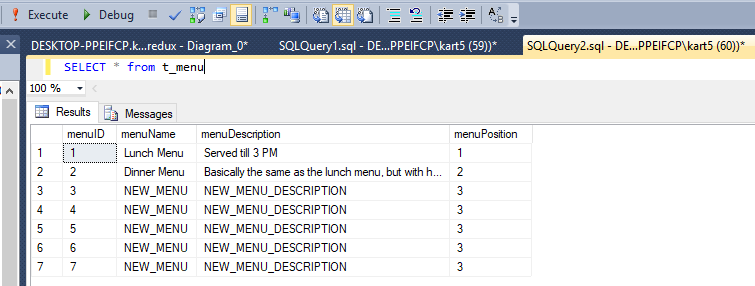 Execute Debug
DESKTOP-PPEIFCP.k...redux - Diagram_0* SQLQuery1.sql - DE...PPEIFCP\kart5 (59))* SQLQuery2.sql - DE...PPEIFCP\kart5 (60))*
SELECT * from t_menu
100 %
Results Messages
menuID menuName menuDescription menuPosition
1 1 Lunch Menu Served till 3 PM 1
2 2 Dinner Menu Basically the same as the lunch menu, but with h... 2
3 3 NEW_MENU NEW_MENU_DESCRIPTION 3
4 4 NEW_MENU NEW_MENU_DESCRIPTION 3
5 5 NEW_MENU NEW_MENU_DESCRIPTION 3
6 6 NEW_MENU NEW_MENU_DESCRIPTION 3
7 7 NEW_MENU NEW_MENU_DESCRIPTION 3